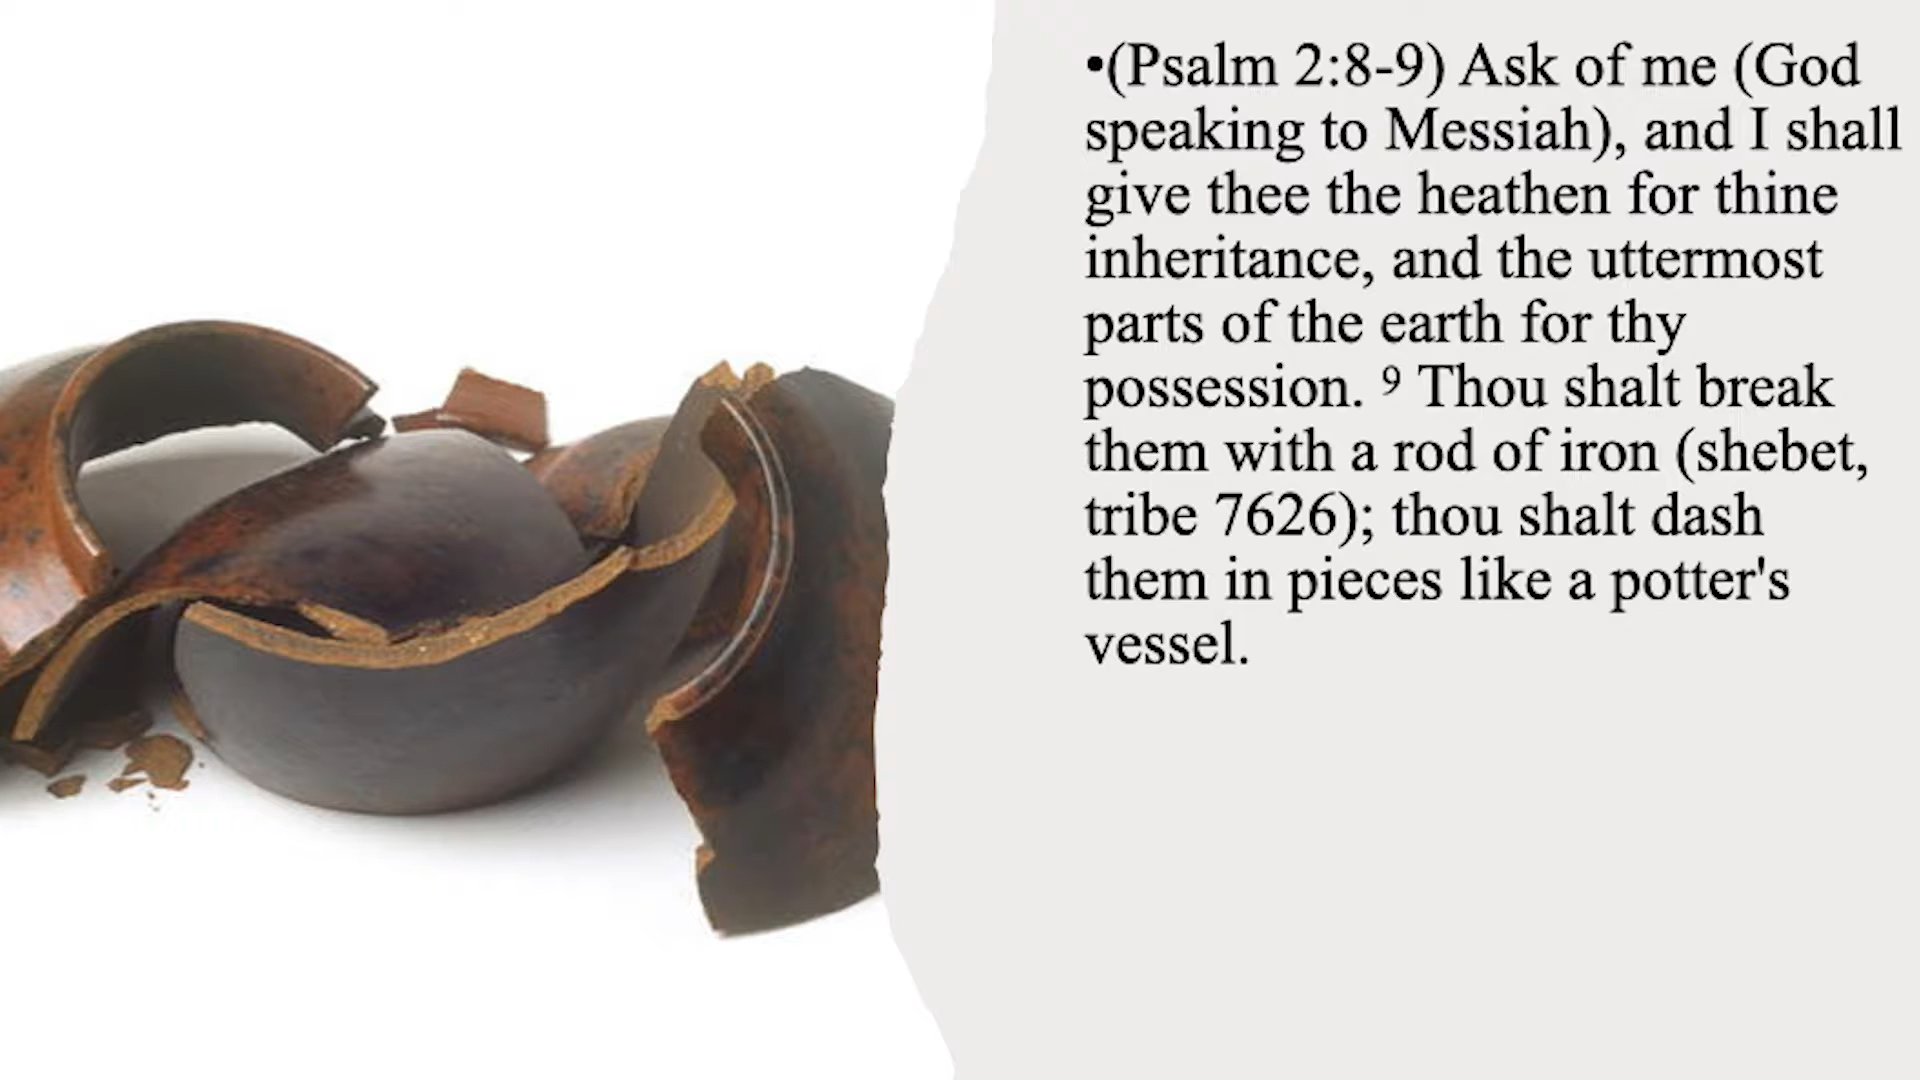 •(Psalm 2:8-9) Ask of me (God
speaking to Messiah), and I shall
give thee the heathen for thine
inheritance, and the uttermost
parts of the earth for thy
possession. ⁹ Thou shalt break
them with a rod of iron (shebet,
tribe 7626); thou shalt dash
them in pieces like a potter's
vessel.